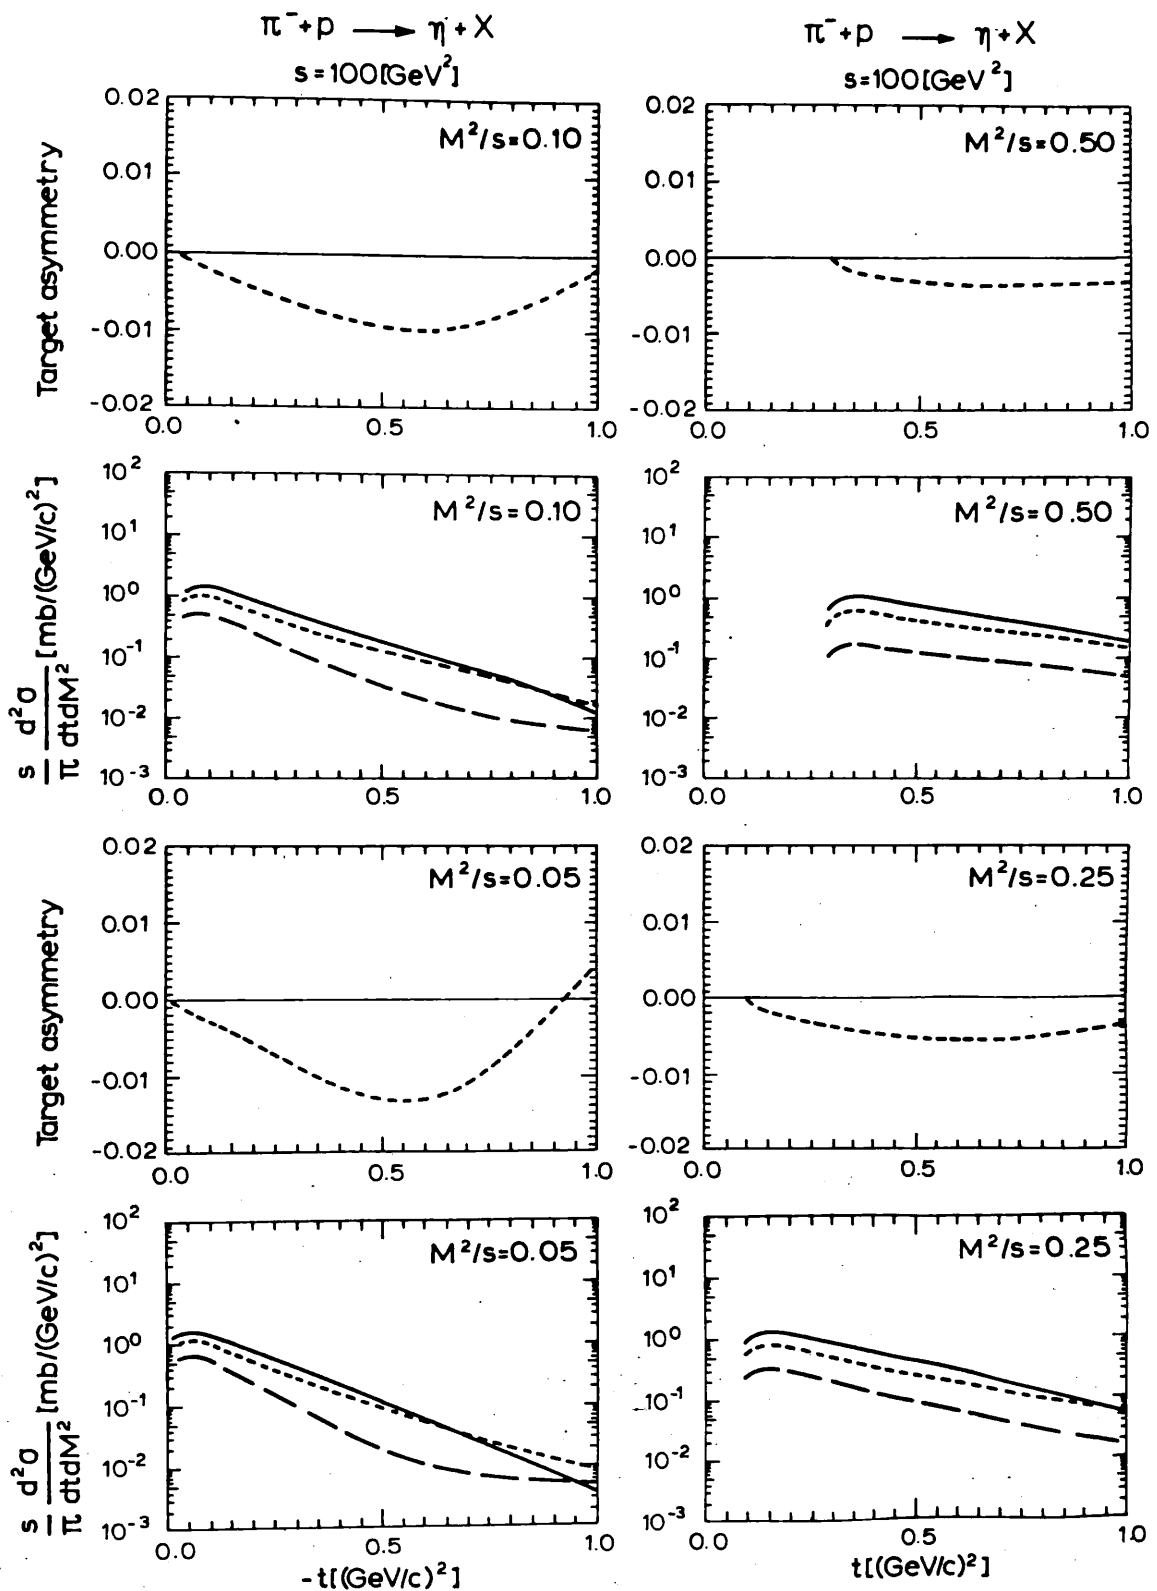 π⁻+p ⟶ η+X
s=100[GeV²]
π⁻+p ⟶ η+X
s=100[GeV²]
Target asymmetry
0.02
0.01
0.00
-0.01
-0.02
M²/s=0.10
0.0 0.5 1.0
0.02
0.01
0.00
-0.01
-0.02
M²/s=0.50
0.0 0.5 1.0
s/π d²σ/dtdM² [mb/(GeV/c)²]
10²
10¹
10⁰
10⁻¹
10⁻²
10⁻³
M²/s=0.10
0.0 0.5 1.0
10²
10¹
10⁰
10⁻¹
10⁻²
10⁻³
M²/s=0.50
0.0 0.5 1.0
Target asymmetry
0.02
0.01
0.00
-0.01
-0.02
M²/s=0.05
0.0 0.5 1.0
0.02
0.01
0.00
-0.01
-0.02
M²/s=0.25
0.0 0.5 1.0
s/π d²σ/dtdM² [mb/(GeV/c)²]
10²
10¹
10⁰
10⁻¹
10⁻²
10⁻³
M²/s=0.05
0.0 0.5 1.0
-t[(GeV/c)²]
10²
10¹
10⁰
10⁻¹
10⁻²
10⁻³
M²/s=0.25
0.0 0.5 1.0
t[(GeV/c)²]